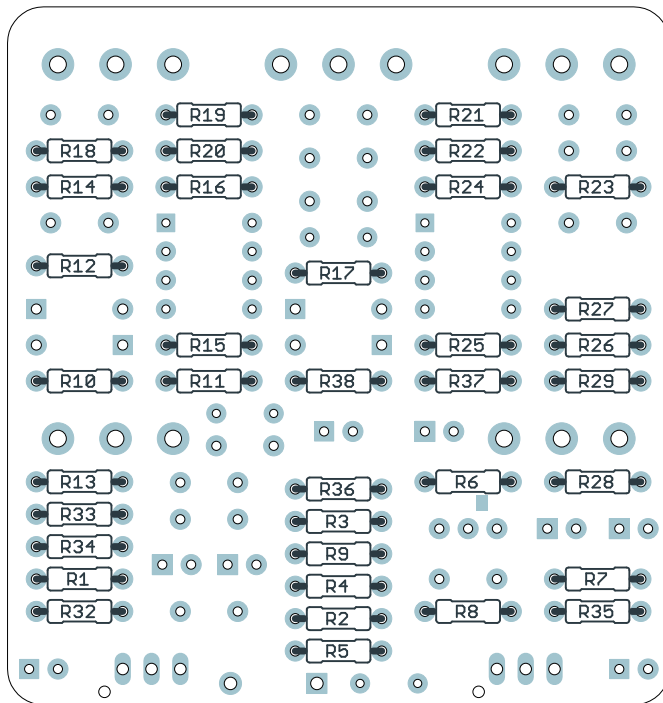 R19 R21
R18 R20 R22
R14 R16 R24 R23
R12 R17
R27
R15 R25 R26
R10 R11 R38 R37 R29
R13 R36 R6 R28
R33 R3
R34 R9
R1 R4 R7
R32 R2 R8 R35
R5